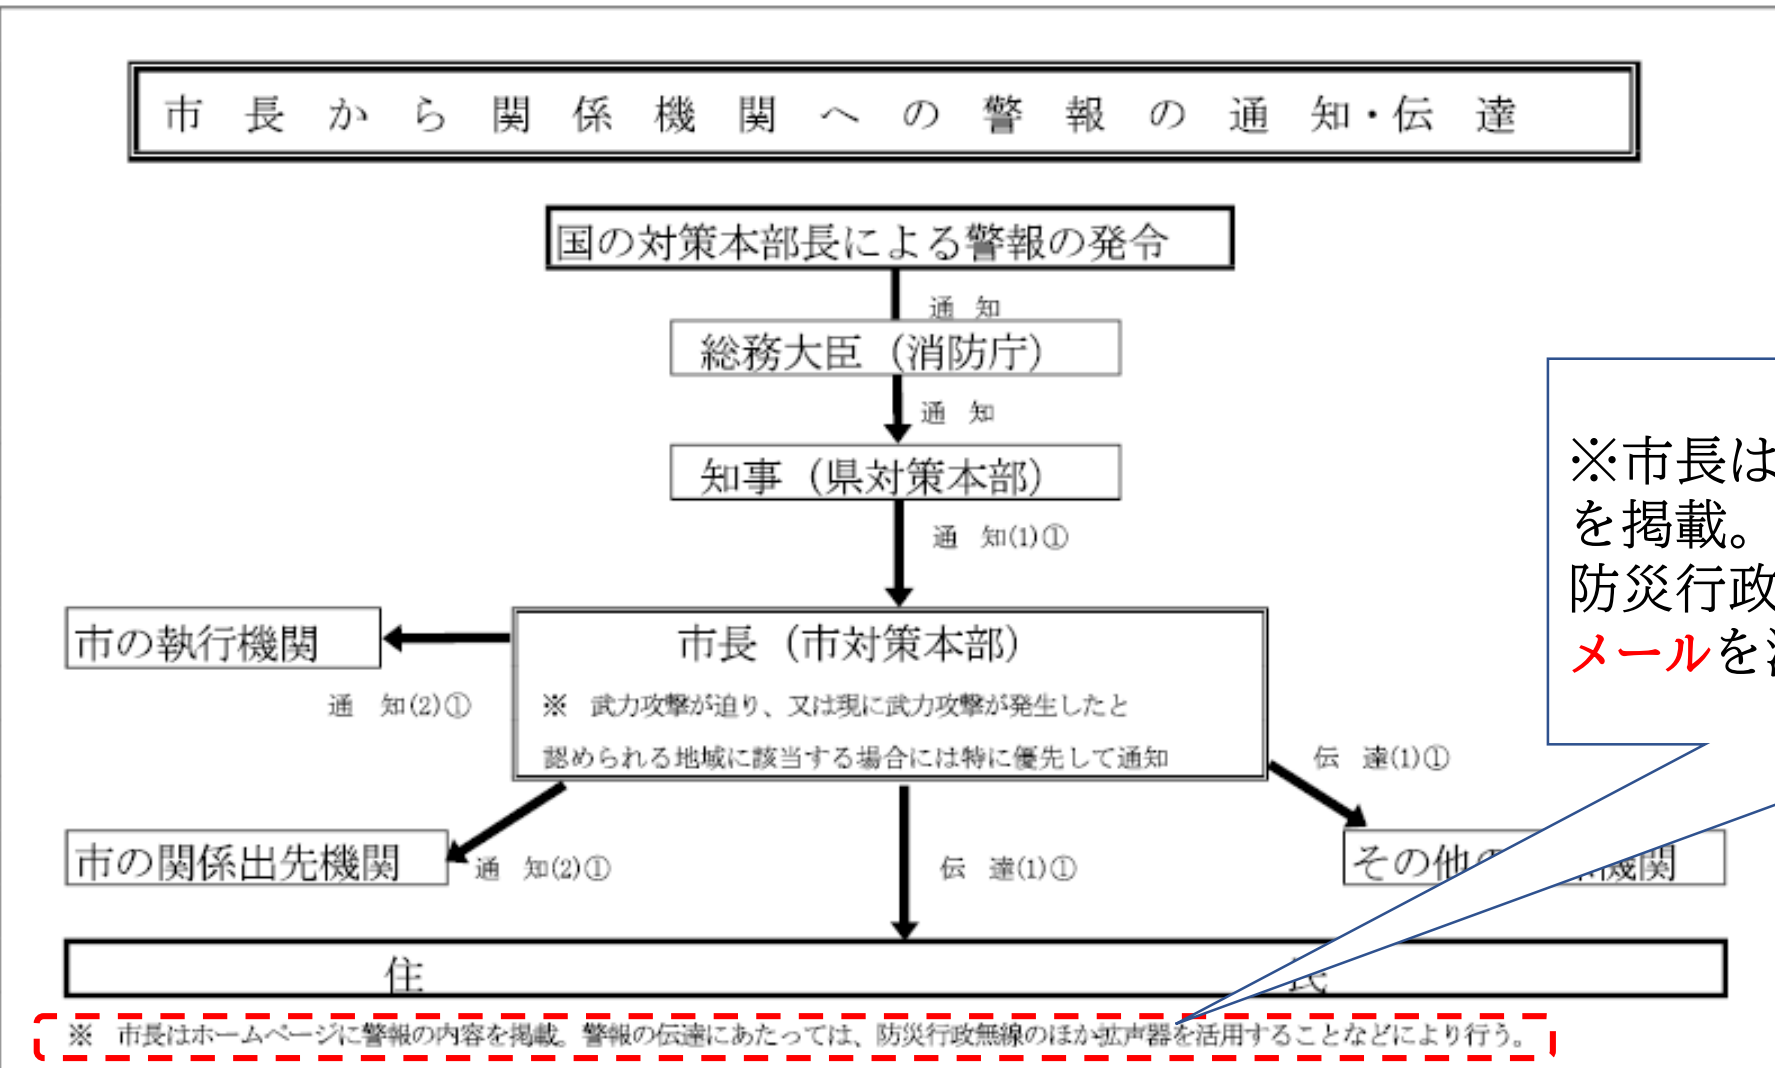 市長から関係機関への警報の通知・伝達
国の対策本部長による警報の発令
通 知
総務大臣（消防庁）
通 知
知事（県対策本部）
通 知(1)①
市の執行機関
市長（市対策本部）
※ 武力攻撃が迫り、又は現に武力攻撃が発生したと
認められる地域に該当する場合には特に優先して通知
通 知(2)①
伝 達(1)①
市の関係出先機関
通 知(2)①
伝 達(1)①
その他の 機関
住 民
※ 市長はホームページに警報の内容を掲載。警報の伝達にあたっては、防災行政無線のほか拡声器を活用することなどにより行う。
※市長は
を掲載。
防災行政
メールを